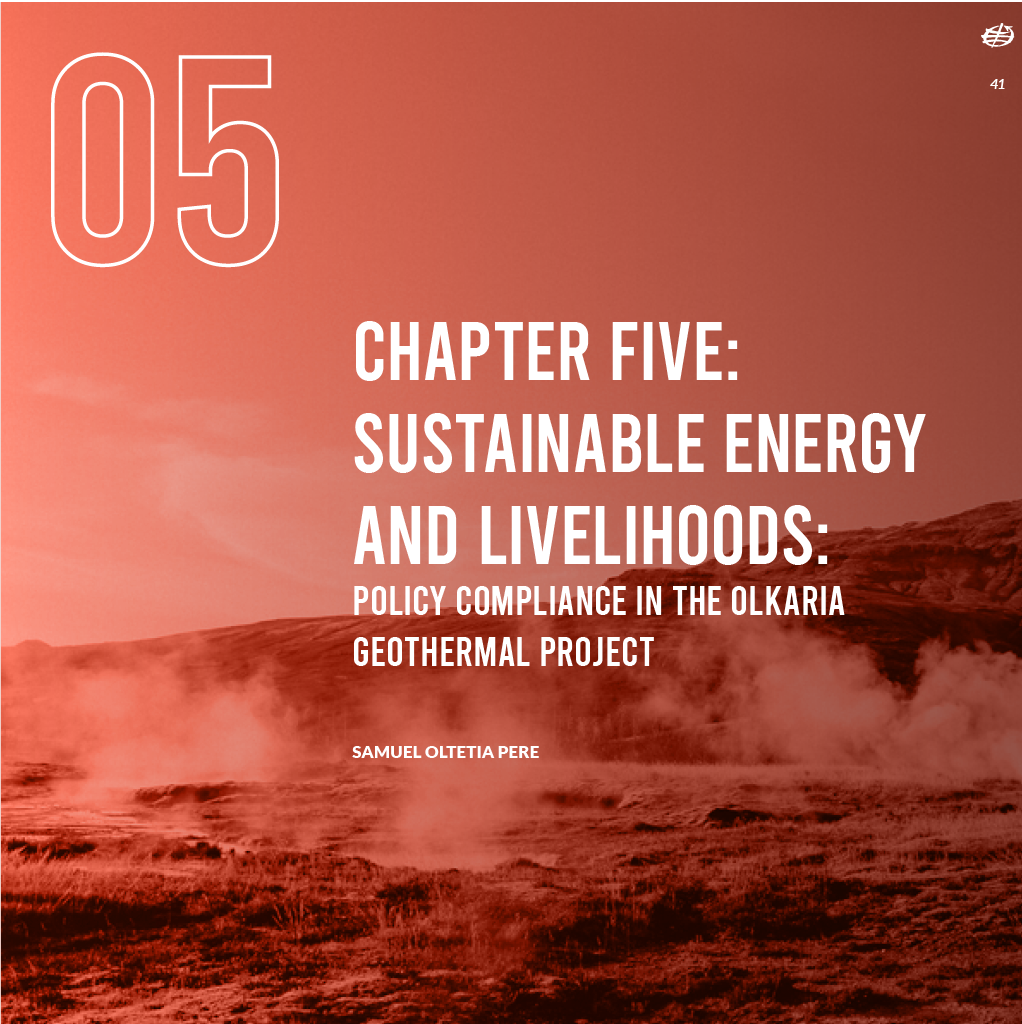 05
41
CHAPTER FIVE:
SUSTAINABLE ENERGY
AND LIVELIHOODS:
POLICY COMPLIANCE IN THE OLKARIA
GEOTHERMAL PROJECT
SAMUEL OLTETIA PERE